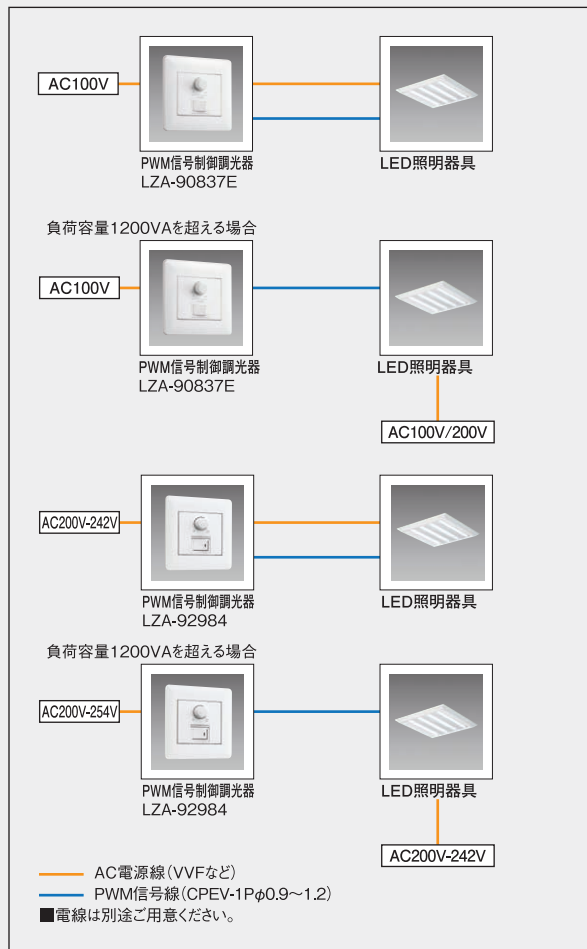 AC100V
PWM信号制御調光器
LZA-90837E
LED照明器具
負荷容量1200VAを超える場合
AC100V
PWM信号制御調光器
LZA-90837E
LED照明器具
AC100V/200V
AC200V-242V
PWM信号制御調光器
LZA-92984
LED照明器具
負荷容量1200VAを超える場合
AC200V-254V
PWM信号制御調光器
LZA-92984
LED照明器具
AC200V-242V
AC電源線(VVFなど)
PWM信号線(CPEV-1Pφ0.9〜1.2)
■電線は別途ご用意ください。